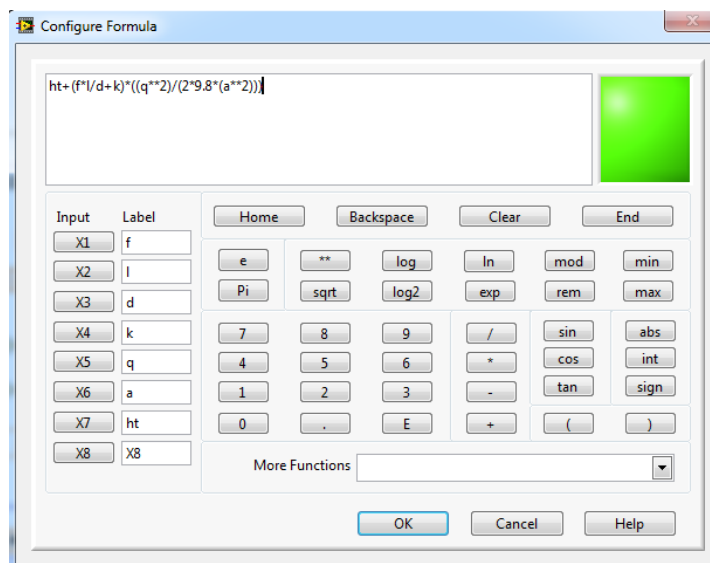 Configure Formula
X
ht+(f*l/d+k)*((q**2)/(2*9.8*(a**2)))
Input Label Home Backspace Clear End
X1 f
X2 l
X3 d
X4 k
X5 q
X6 a
X7 ht
X8 X8
e ** log ln mod min
Pi sqrt log2 exp rem max
7 8 9 / sin abs
4 5 6 * cos int
1 2 3 - tan sign
0 . E + ( )
More Functions
OK Cancel Help